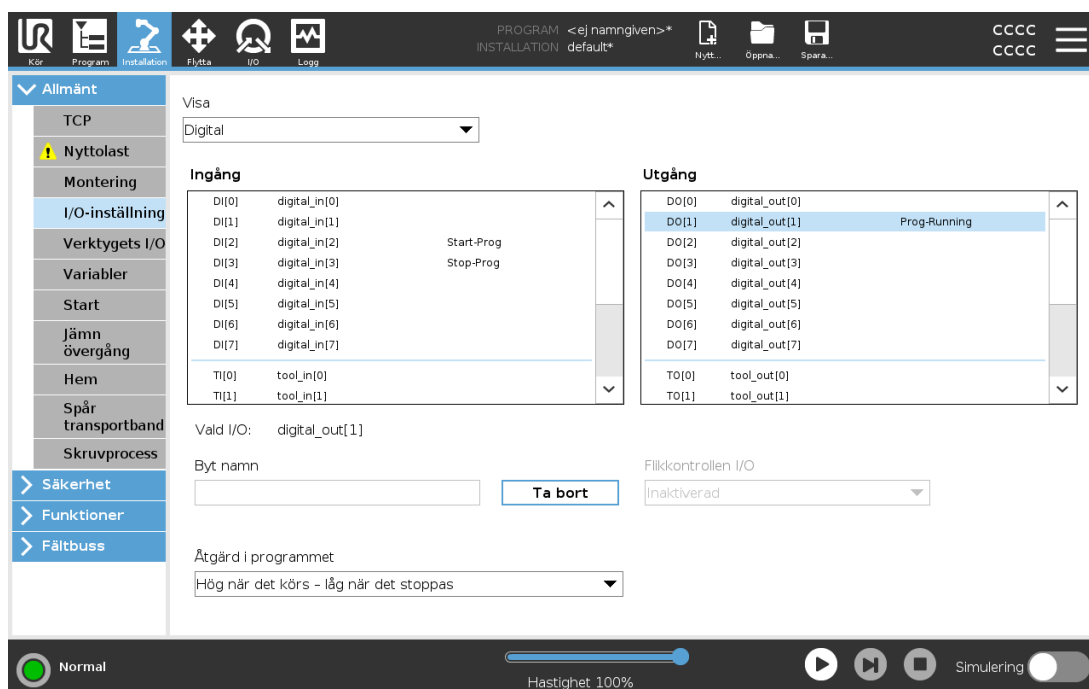 UR
Kör
Program
Installation
Flytta
I/O
Logg
PROGRAM <ej namngiven>*
INSTALLATION default*
Nytt...
Öppna...
Spara...
CCCC
CCCC
Allmänt
TCP
Nyttolast
Montering
I/O-inställning
Verktygets I/O
Variabler
Start
Jämn
övergång
Hem
Spår
transportband
Skruvprocess
Säkerhet
Funktioner
Fältbuss
Visa
Digital
Ingång
DI[0] digital_in[0]
DI[1] digital_in[1]
DI[2] digital_in[2] Start-Prog
DI[3] digital_in[3] Stop-Prog
DI[4] digital_in[4]
DI[5] digital_in[5]
DI[6] digital_in[6]
DI[7] digital_in[7]
TI[0] tool_in[0]
TI[1] tool_in[1]
Utgång
DO[0] digital_out[0]
DO[1] digital_out[1] Prog-Running
DO[2] digital_out[2]
DO[3] digital_out[3]
DO[4] digital_out[4]
DO[5] digital_out[5]
DO[6] digital_out[6]
DO[7] digital_out[7]
TO[0] tool_out[0]
TO[1] tool_out[1]
Vald I/O: digital_out[1]
Byt namn
Ta bort
Flikkontrollen I/O
Inaktiverad
Åtgärd i programmet
Hög när det körs – låg när det stoppas
Normal
Hastighet 100%
Simulering